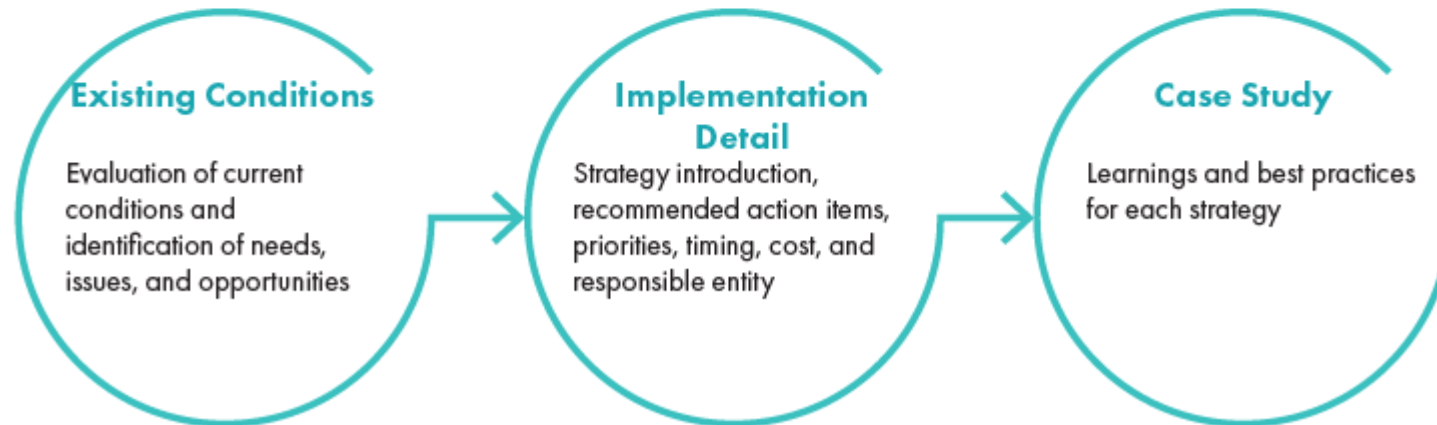 Existing Conditions
Evaluation of current
conditions and
identification of needs,
issues, and opportunities
Implementation
Detail
Strategy introduction,
recommended action items,
priorities, timing, cost, and
responsible entity
Case Study
Learnings and best practices
for each strategy